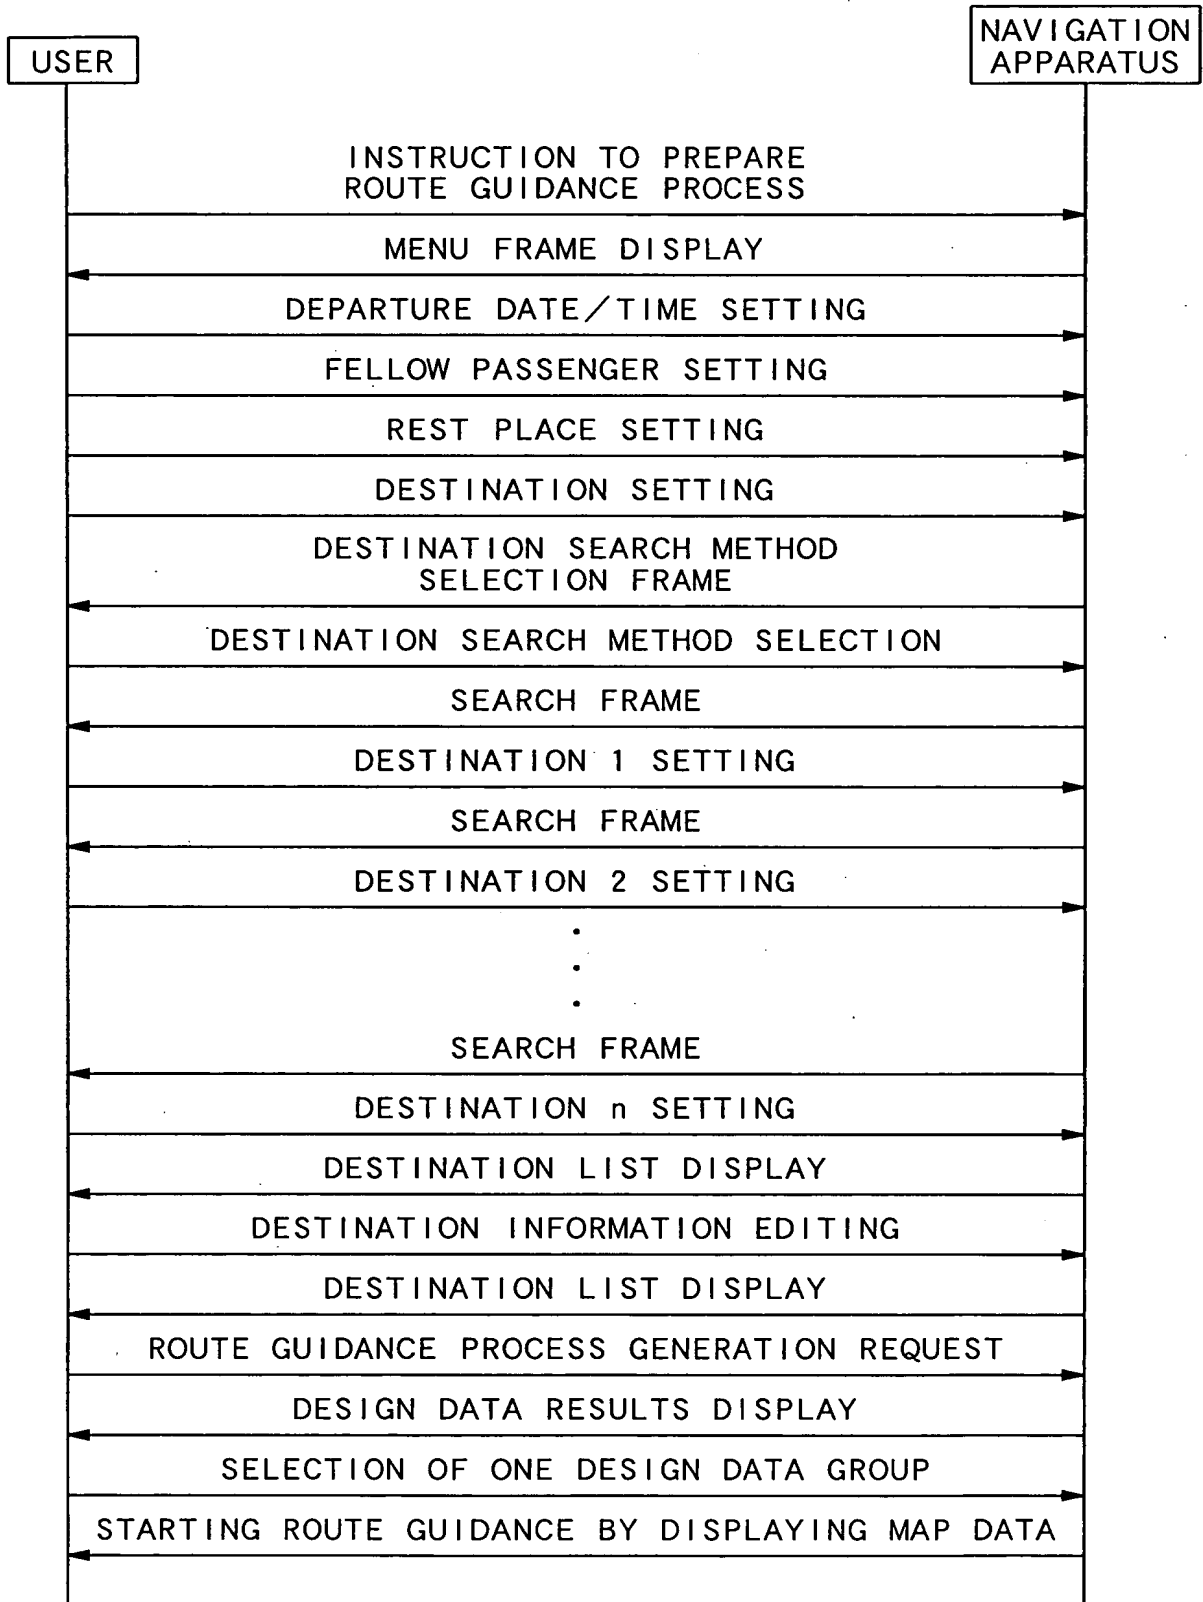 USER
NAVIGATION
APPARATUS
INSTRUCTION TO PREPARE
ROUTE GUIDANCE PROCESS
MENU FRAME DISPLAY
DEPARTURE DATE/TIME SETTING
FELLOW PASSENGER SETTING
REST PLACE SETTING
DESTINATION SETTING
DESTINATION SEARCH METHOD
SELECTION FRAME
DESTINATION SEARCH METHOD SELECTION
SEARCH FRAME
DESTINATION 1 SETTING
SEARCH FRAME
DESTINATION 2 SETTING
SEARCH FRAME
DESTINATION n SETTING
DESTINATION LIST DISPLAY
DESTINATION INFORMATION EDITING
DESTINATION LIST DISPLAY
ROUTE GUIDANCE PROCESS GENERATION REQUEST
DESIGN DATA RESULTS DISPLAY
SELECTION OF ONE DESIGN DATA GROUP
STARTING ROUTE GUIDANCE BY DISPLAYING MAP DATA